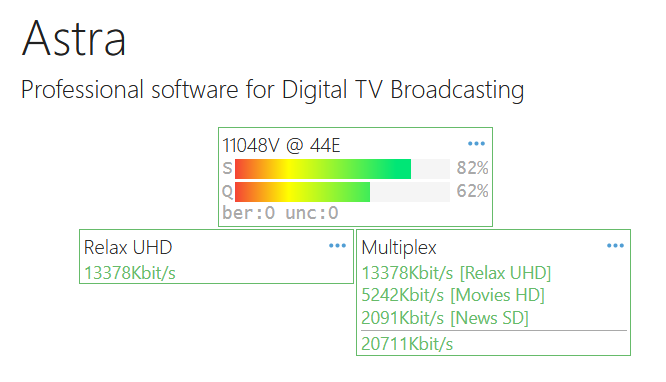 Astra
Professional software for Digital TV Broadcasting
11048V @ 44E
S 82%
Q 62%
ber:0 unc:0
Relax UHD
13378Kbit/s
Multiplex
13378Kbit/s [Relax UHD]
5242Kbit/s [Movies HD]
2091Kbit/s [News SD]
20711Kbit/s